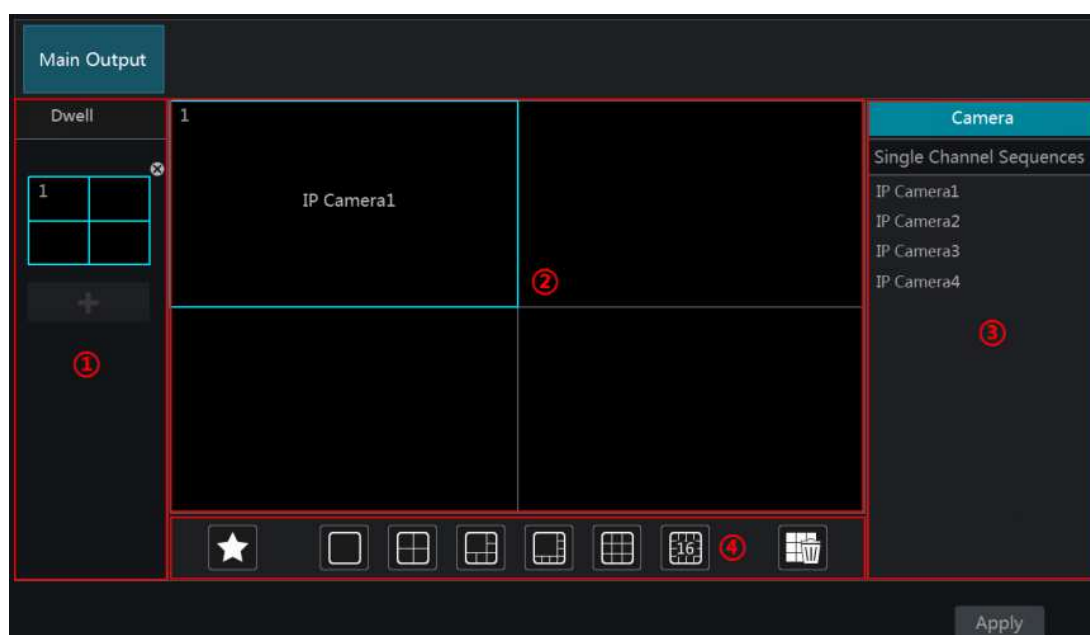 Main Output
Dwell
1
①
1
IP Camera1
②
Camera
Single Channel Sequences
IP Camera1
IP Camera2
IP Camera3
IP Camera4
③
16
④
Apply